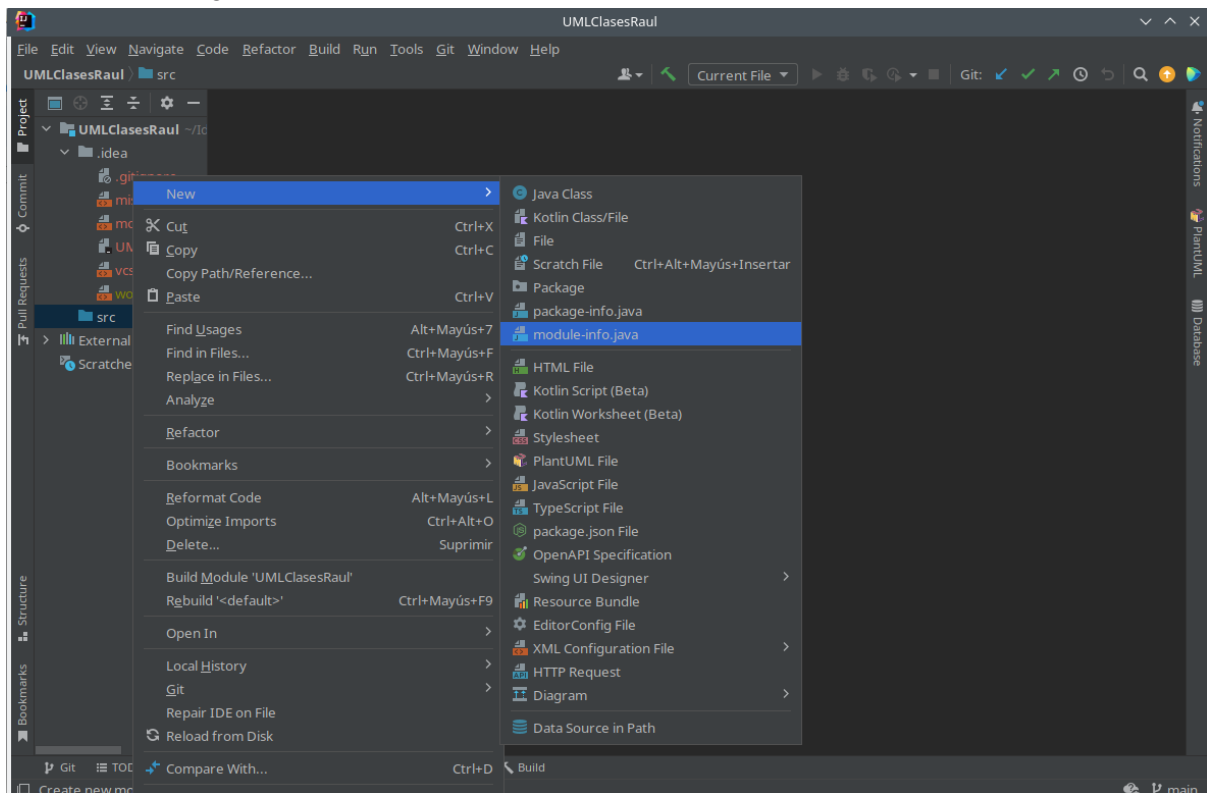 UMLClasesRaul
File Edit View Navigate Code Refactor Build Run Tools Git Window Help
UMLClasesRaul src
Current File
Git:
Project
UMLClasesRaul ~/Id
.idea
.gitignore
src
External
Scratche
Commit
Pull Requests
Structure
Bookmarks
New
Cut Ctrl+X
Copy Ctrl+C
Copy Path/Reference...
Paste Ctrl+V
Find Usages Alt+Mayús+7
Find in Files... Ctrl+Mayús+F
Replace in Files... Ctrl+Mayús+R
Analyze
Refactor
Bookmarks
Reformat Code Alt+Mayús+L
Optimize Imports Ctrl+Alt+O
Delete... Suprimir
Build Module 'UMLClasesRaul'
Rebuild '<default>' Ctrl+Mayús+F9
Open In
Local History
Git
Repair IDE on File
Reload from Disk
Compare With... Ctrl+D
Java Class
Kotlin Class/File
File
Scratch File Ctrl+Alt+Mayús+Insertar
Package
package-info.java
module-info.java
HTML File
Kotlin Script (Beta)
Kotlin Worksheet (Beta)
Stylesheet
PlantUML File
JavaScript File
TypeScript File
package.json File
OpenAPI Specification
Swing UI Designer
Resource Bundle
EditorConfig File
XML Configuration File
HTTP Request
Diagram
Data Source in Path
Notifications
PlantUML
Database
Git TOD Build
Create new mo
main